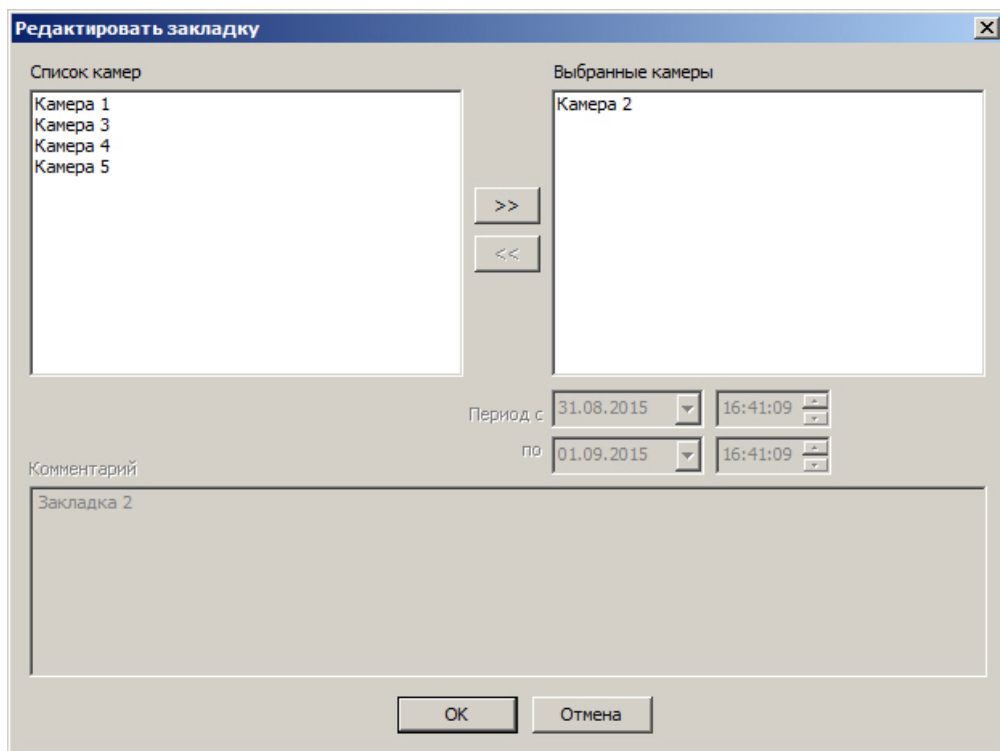 Редактировать закладку
Список камер
Выбранные камеры
Камера 1
Камера 3
Камера 4
Камера 5
Камера 2
>>
<<
Период с 31.08.2015 16:41:09
по 01.09.2015 16:41:09
Комментарий
Закладка 2
OK
Отмена